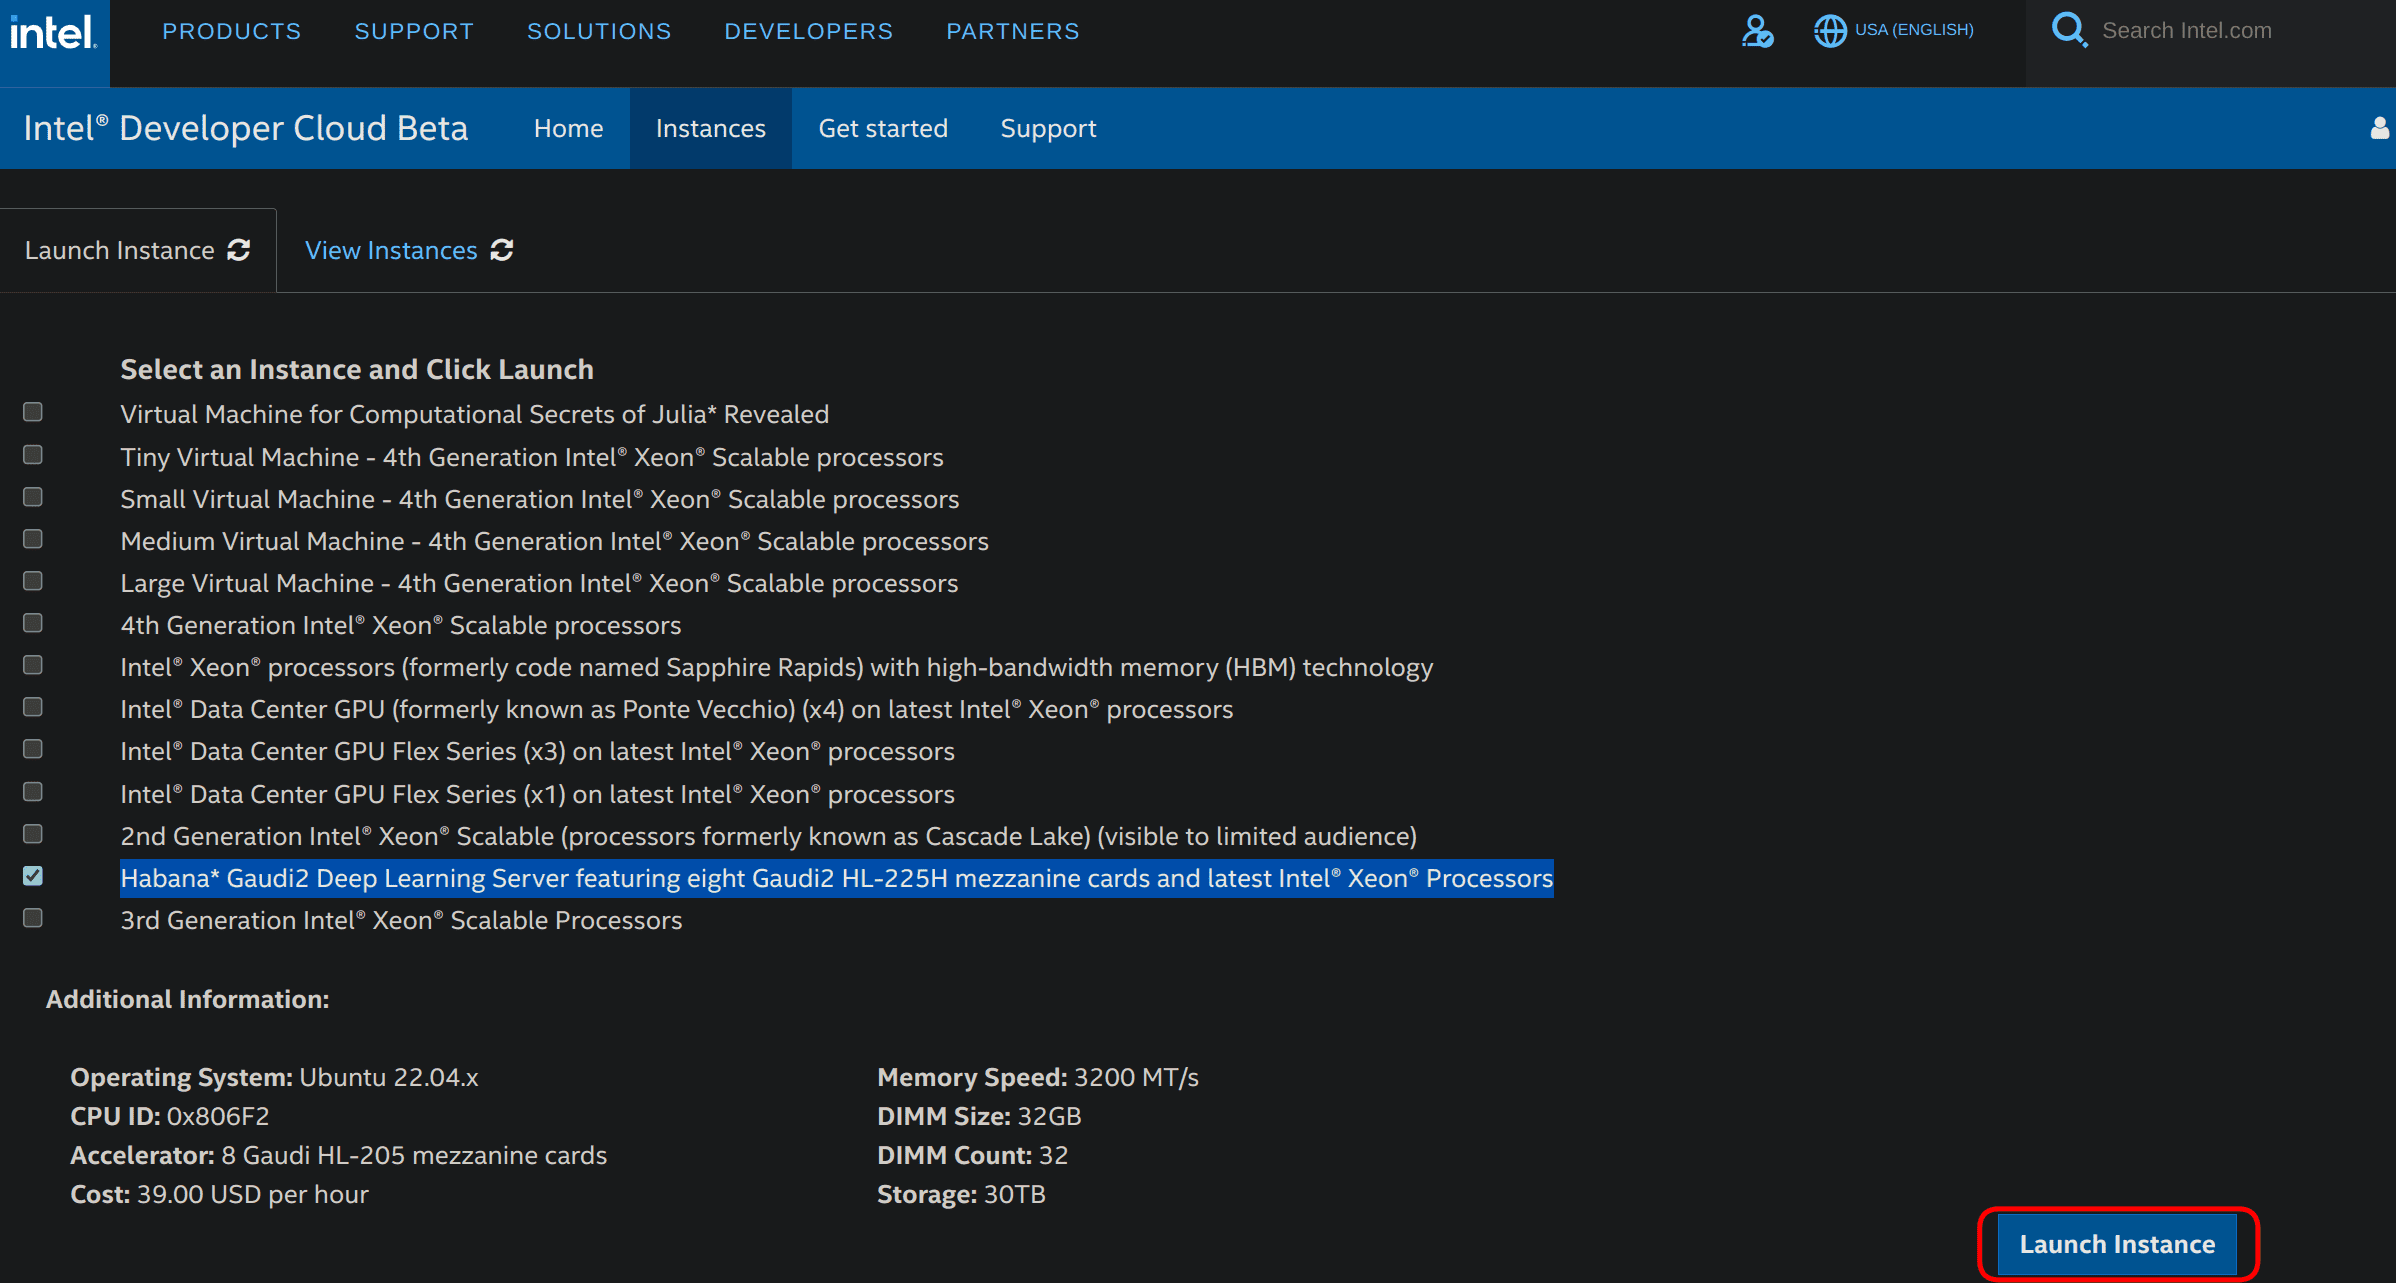 intel.
PRODUCTS SUPPORT SOLUTIONS DEVELOPERS PARTNERS USA (ENGLISH) Search Intel.com
Intel® Developer Cloud Beta Home Instances Get started Support
Launch Instance View Instances
Select an Instance and Click Launch
Virtual Machine for Computational Secrets of Julia* Revealed
Tiny Virtual Machine - 4th Generation Intel® Xeon® Scalable processors
Small Virtual Machine - 4th Generation Intel® Xeon® Scalable processors
Medium Virtual Machine - 4th Generation Intel® Xeon® Scalable processors
Large Virtual Machine - 4th Generation Intel® Xeon® Scalable processors
4th Generation Intel® Xeon® Scalable processors
Intel® Xeon® processors (formerly code named Sapphire Rapids) with high-bandwidth memory (HBM) technology
Intel® Data Center GPU (formerly known as Ponte Vecchio) (x4) on latest Intel® Xeon® processors
Intel® Data Center GPU Flex Series (x3) on latest Intel® Xeon® processors
Intel® Data Center GPU Flex Series (x1) on latest Intel® Xeon® processors
2nd Generation Intel® Xeon® Scalable (processors formerly known as Cascade Lake) (visible to limited audience)
Habana* Gaudi2 Deep Learning Server featuring eight Gaudi2 HL-225H mezzanine cards and latest Intel® Xeon® Processors
3rd Generation Intel® Xeon® Scalable Processors
Additional Information:
Operating System: Ubuntu 22.04.x
CPU ID: 0x806F2
Accelerator: 8 Gaudi HL-205 mezzanine cards
Cost: 39.00 USD per hour
Memory Speed: 3200 MT/s
DIMM Size: 32GB
DIMM Count: 32
Storage: 30TB
Launch Instance